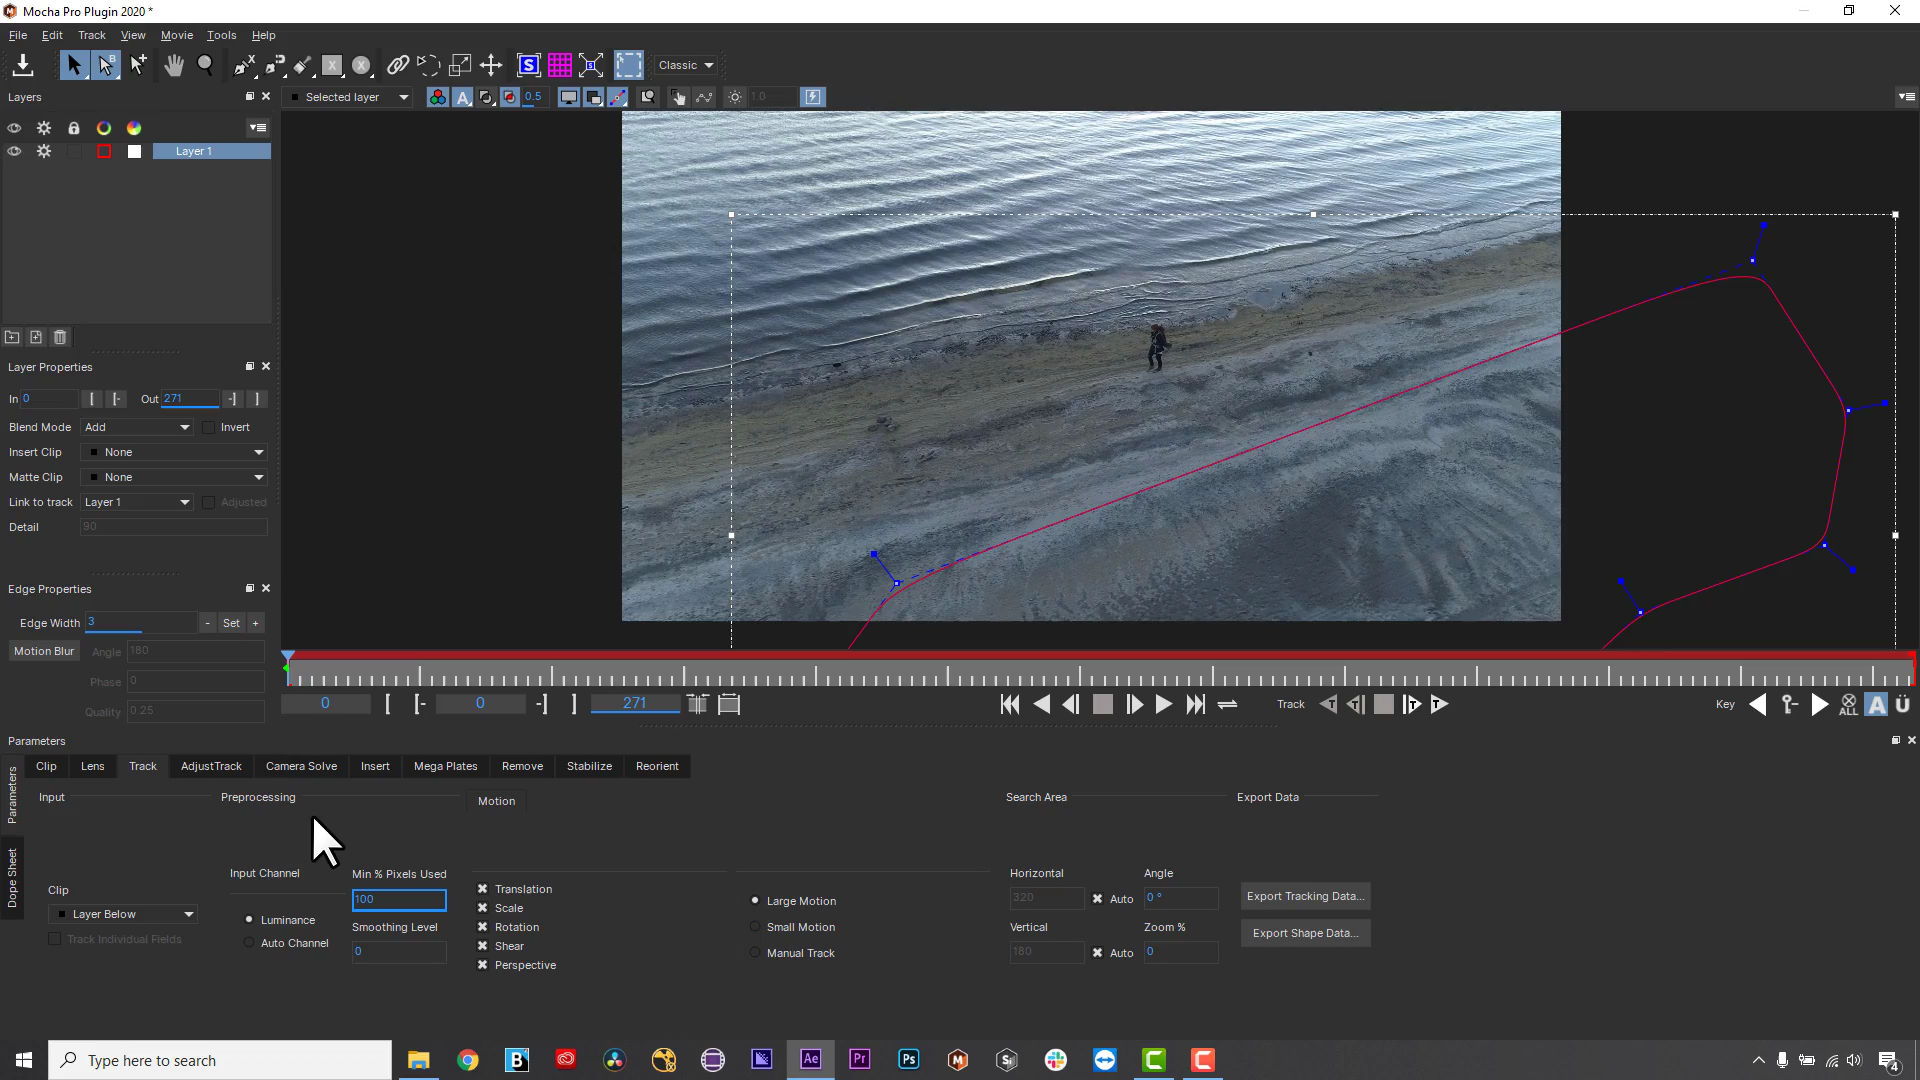 Mocha Pro Plugin 2020 *
File Edit Track View Movie Tools Help
Classic
Layers
Selected layer
0.5
1.0
Layer 1
Layer Properties
In 0 [ [- Out 271 -] ]
Blend Mode Add Invert
Insert Clip None
Matte Clip None
Link to track Layer 1 Adjusted
Detail 90
Edge Properties
Edge Width 3 - Set +
Motion Blur Angle 180
Phase 0
Quality 0.25
0 [ [- 0 -] ] 271
Track
Key
ALL
Parameters
Parameters
Dope Sheet
Clip Lens Track AdjustTrack Camera Solve Insert Mega Plates Remove Stabilize Reorient
Input
Clip
Layer Below
Track Individual Fields
Preprocessing
Input Channel
Luminance
Auto Channel
Min % Pixels Used
100
Smoothing Level
0
Motion
Translation
Scale
Rotation
Shear
Perspective
Large Motion
Small Motion
Manual Track
Search Area
Horizontal
320 Auto
Vertical
180 Auto
Angle
0 °
Zoom %
0
Export Data
Export Tracking Data...
Export Shape Data...
Type here to search
Ae
Pr
Ps
4